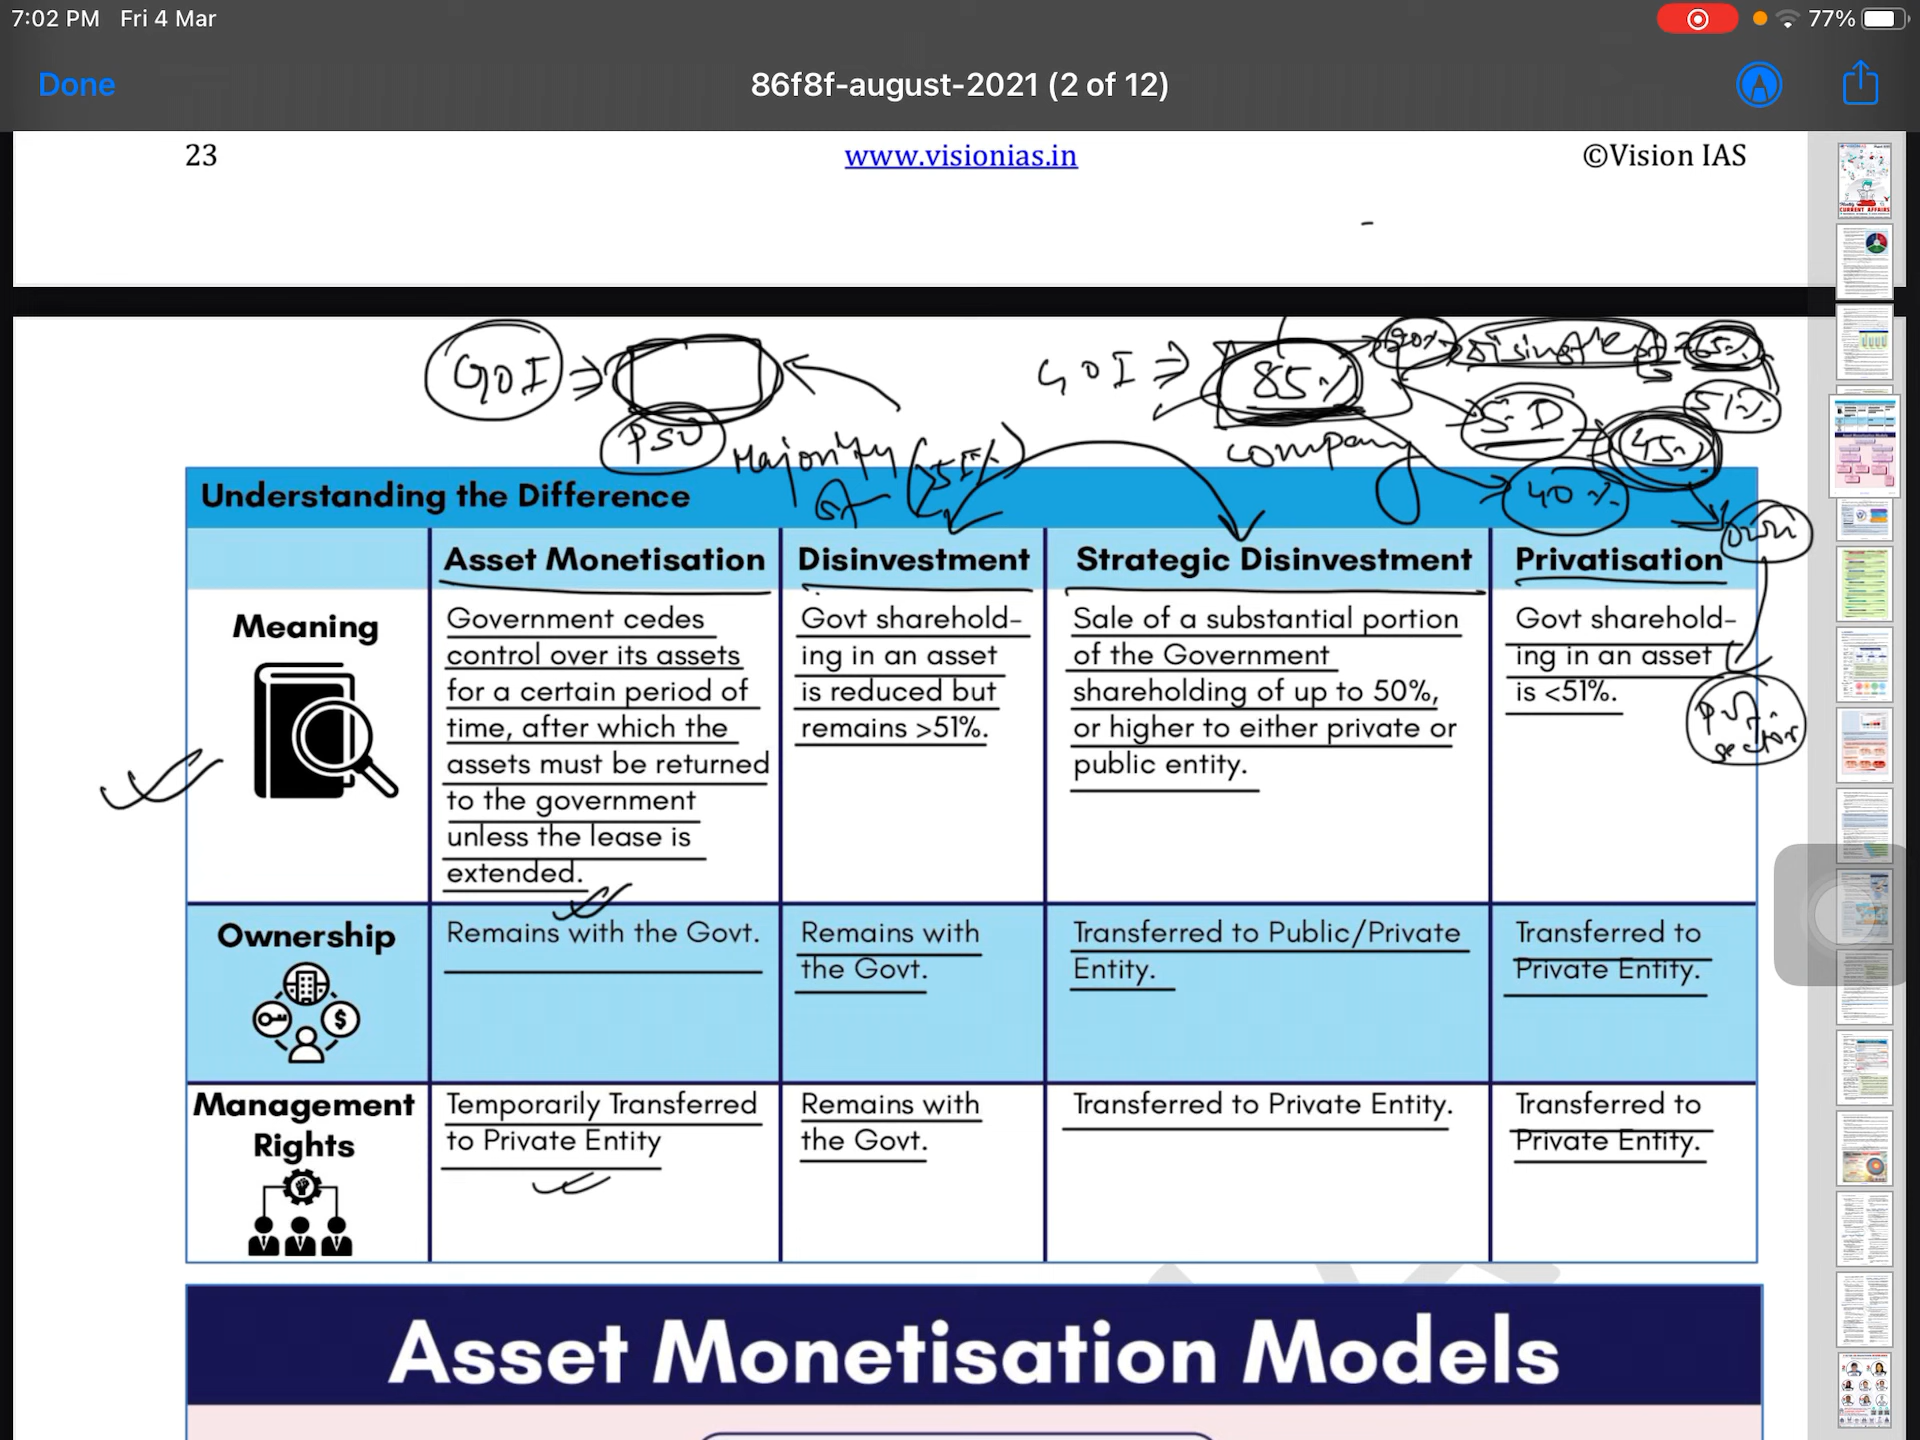 7:02 PM Fri 4 Mar
77%
Done
86f8f-august-2021 (2 of 12)
23
www.visionias.in
©Vision IAS
GOI
PSU
Majority
(51%)
GOI
85%
company
20%
65%
51%
S D
45%
40%
Understanding the Difference
Asset Monetisation
Disinvestment
Strategic Disinvestment
Privatisation
Meaning
Government cedes
control over its assets
for a certain period of
time, after which the
assets must be returned
to the government
unless the lease is
extended.
Govt sharehold-
ing in an asset
is reduced but
remains >51%.
Sale of a substantial portion
of the Government
shareholding of up to 50%,
or higher to either private or
public entity.
Govt sharehold-
ing in an asset
is <51%.
sector
Ownership
Remains with the Govt.
Remains with
the Govt.
Transferred to Public/Private
Entity.
Transferred to
Private Entity.
Management
Rights
Temporarily Transferred
to Private Entity
Remains with
the Govt.
Transferred to Private Entity.
Transferred to
Private Entity.
Asset Monetisation Models